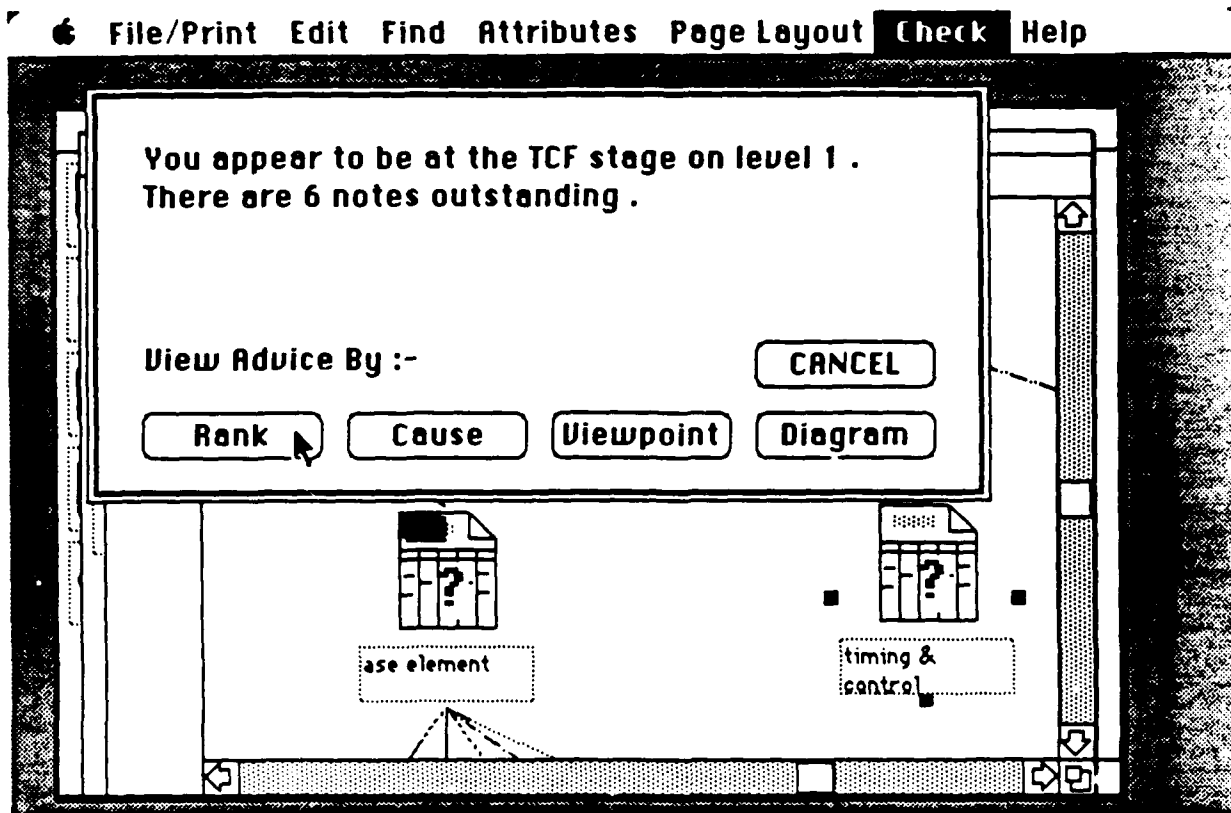 File/Print Edit Find Attributes Page Layout Check Help
You appear to be at the TCF stage on level 1 .
There are 6 notes outstanding .
View Advice By :-
CANCEL
Rank Cause Viewpoint Diagram
? ?
ase element
timing &
control